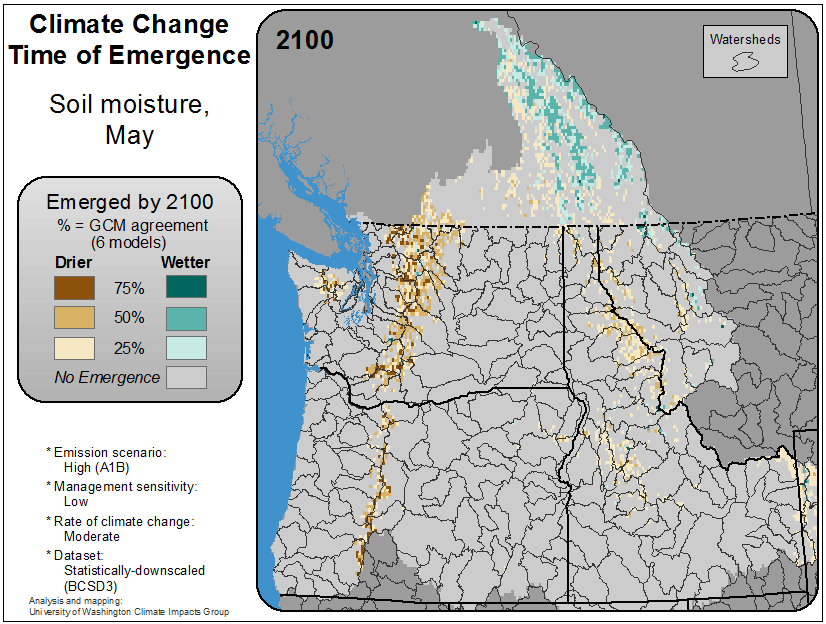 Climate Change
Time of Emergence
Soil moisture,
May
Emerged by 2100
% = GCM agreement
(6 models)
Drier Wetter
75%
50%
25%
No Emergence
* Emission scenario:
High (A1B)
* Management sensitivity:
Low
* Rate of climate change:
Moderate
* Dataset:
Statistically-downscaled
(BCSD3)
Analysis and mapping:
University of Washington Climate Impacts Group
2100
Watersheds